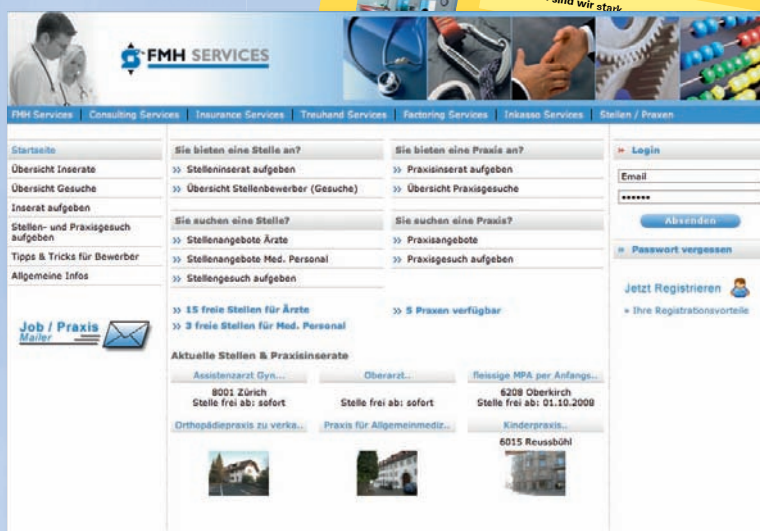 sind wir stark
FMH SERVICES
FMH Services | Consulting Services | Insurance Services | Treuhand Services | Factoring Services | Inkasso Services | Stellen / Praxen
Startseite
Übersicht Inserate
Übersicht Gesuche
Inserat aufgeben
Stellen- und Praxisgesuch
aufgeben
Tipps & Tricks für Bewerber
Allgemeine Infos
Job / Praxis
Mailer
Sie bieten eine Stelle an?
» Stelleninserat aufgeben
» Übersicht Stellenbewerber (Gesuche)
Sie suchen eine Stelle?
» Stellenangebote Ärzte
» Stellenangebote Med. Personal
» Stellengesuch aufgeben
» 15 freie Stellen für Ärzte
» 3 freie Stellen für Med. Personal
Sie bieten eine Praxis an?
» Praxisinserat aufgeben
» Übersicht Praxisgesuche
Sie suchen eine Praxis?
» Praxisangebote
» Praxisgesuch aufgeben
» 5 Praxen verfügbar
Aktuelle Stellen & Praxisinserate
Assistenzarzt Gyn...
8001 Zürich
Stelle frei ab: sofort
Oberarzt..
Stelle frei ab: sofort
fleissige MPA per Anfangs..
6208 Oberkirch
Stelle frei ab: 01.10.2008
Orthopädiepraxis zu verka..
Praxis für Allgemeinmediz..
Kinderpraxis..
6015 Reussbühl
» Login
Email
••••••
Absenden
» Passwort vergessen
Jetzt Registrieren
» Ihre Registrationsvorteile